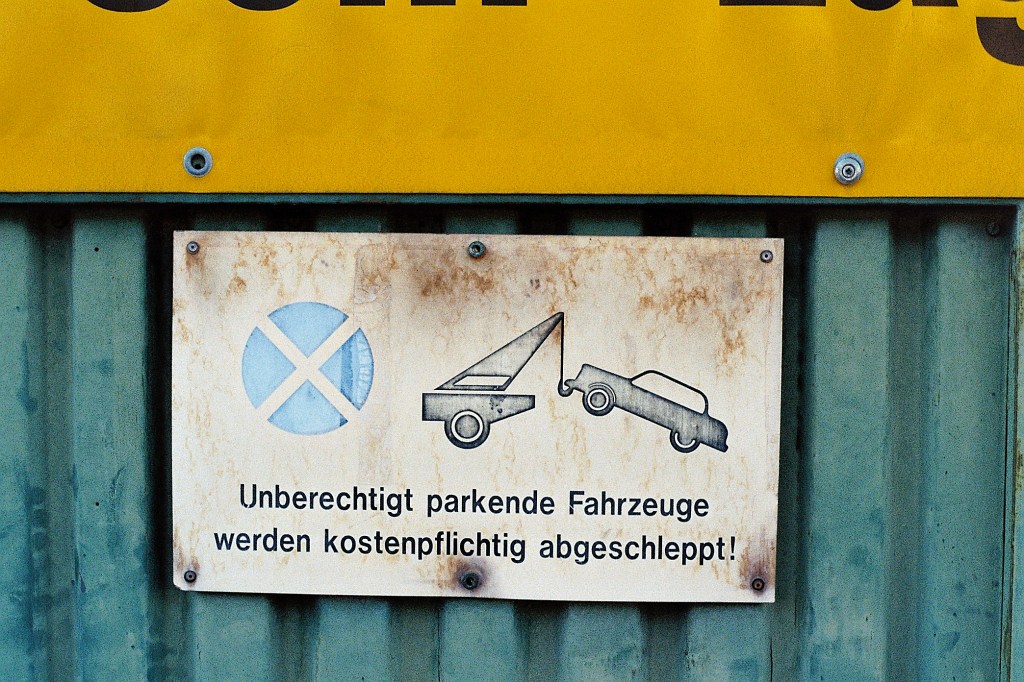 Unberechtigt parkende Fahrzeuge
werden kostenpflichtig abgeschleppt!